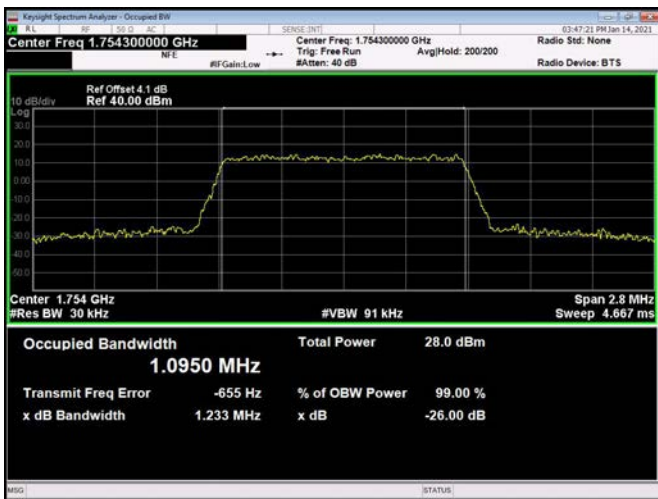 Keysight Spectrum Analyzer - Occupied BW
RL RF 50 Ω AC SENSE:INT 03:47:21 PM Jan 14, 2021
Center Freq 1.754300000 GHz Center Freq: 1.754300000 GHz Radio Std: None
NFE Trig: Free Run Avg|Hold: 200/200
#IFGain:Low #Atten: 40 dB Radio Device: BTS
Ref Offset 4.1 dB
10 dB/div Ref 40.00 dBm
Log
30.0
20.0
10.0
0.00
-10.0
-20.0
-30.0
-40.0
-50.0
Center 1.754 GHz Span 2.8 MHz
#Res BW 30 kHz #VBW 91 kHz Sweep 4.667 ms
Occupied Bandwidth Total Power 28.0 dBm
1.0950 MHz
Transmit Freq Error -655 Hz % of OBW Power 99.00 %
x dB Bandwidth 1.233 MHz x dB -26.00 dB
MSG STATUS